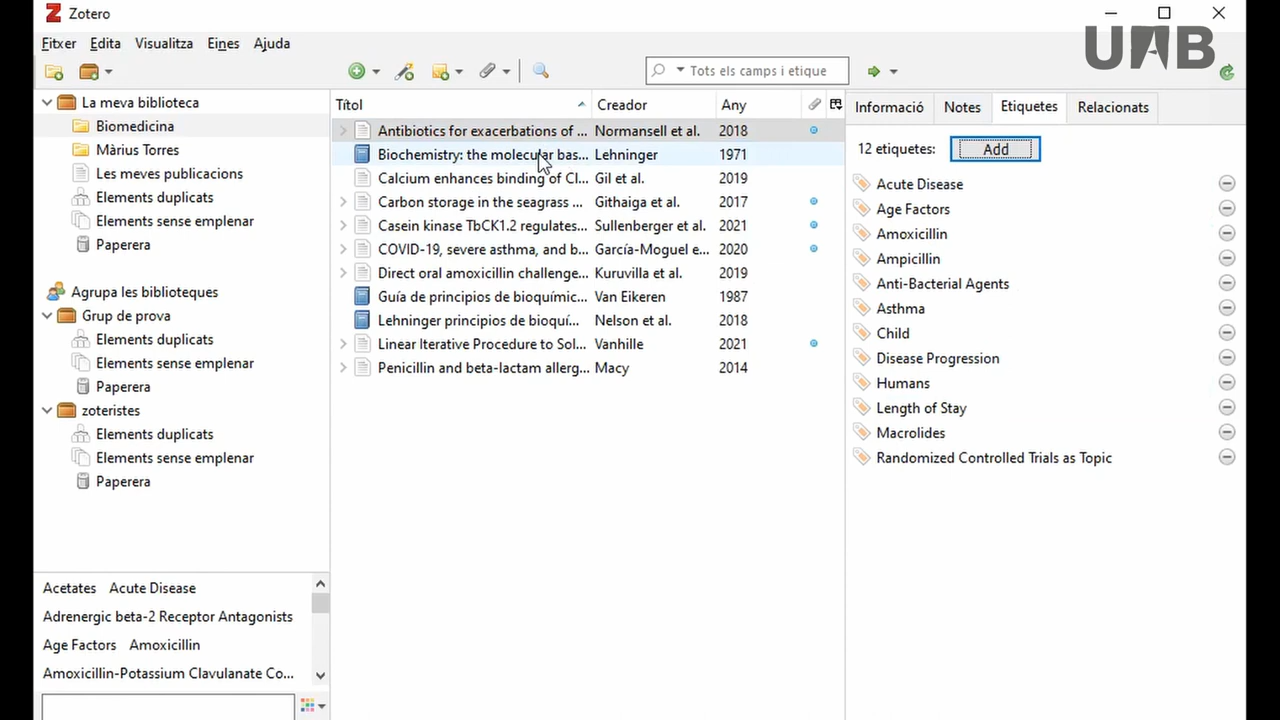 Zotero
UAB
Fitxer Edita Visualitza Eines Ajuda
Tots els camps i etique
La meva biblioteca
Biomedicina
Màrius Torres
Les meves publicacions
Elements duplicats
Elements sense emplenar
Paperera
Agrupa les biblioteques
Grup de prova
Elements duplicats
Elements sense emplenar
Paperera
zoteristes
Elements duplicats
Elements sense emplenar
Paperera
Acetates Acute Disease
Adrenergic beta-2 Receptor Antagonists
Age Factors Amoxicillin
Amoxicillin-Potassium Clavulanate Co...
Títol Creador Any
Antibiotics for exacerbations of ... Normansell et al. 2018
Biochemistry: the molecular bas... Lehninger 1971
Calcium enhances binding of Cl... Gil et al. 2019
Carbon storage in the seagrass ... Githaiga et al. 2017
Casein kinase TbCK1.2 regulates... Sullenberger et al. 2021
COVID-19, severe asthma, and b... García-Moguel e... 2020
Direct oral amoxicillin challenge... Kuruvilla et al. 2019
Guía de principios de bioquímic... Van Eikeren 1987
Lehninger principios de bioquí... Nelson et al. 2018
Linear Iterative Procedure to Sol... Vanhille 2021
Penicillin and beta-lactam allerg... Macy 2014
Informació Notes Etiquetes Relacionats
12 etiquetes: Add
Acute Disease
Age Factors
Amoxicillin
Ampicillin
Anti-Bacterial Agents
Asthma
Child
Disease Progression
Humans
Length of Stay
Macrolides
Randomized Controlled Trials as Topic